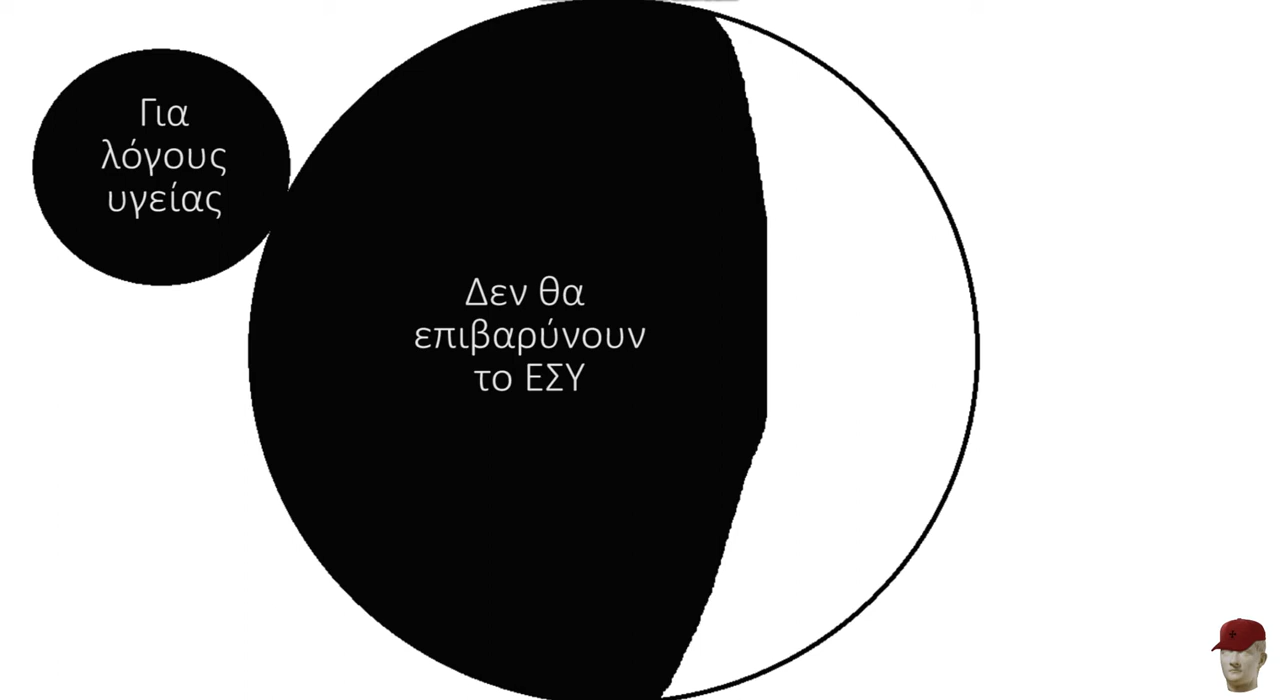 Για
λόγους
υγείας
Δεν θα
επιβαρύνουν
το ΕΣΥ